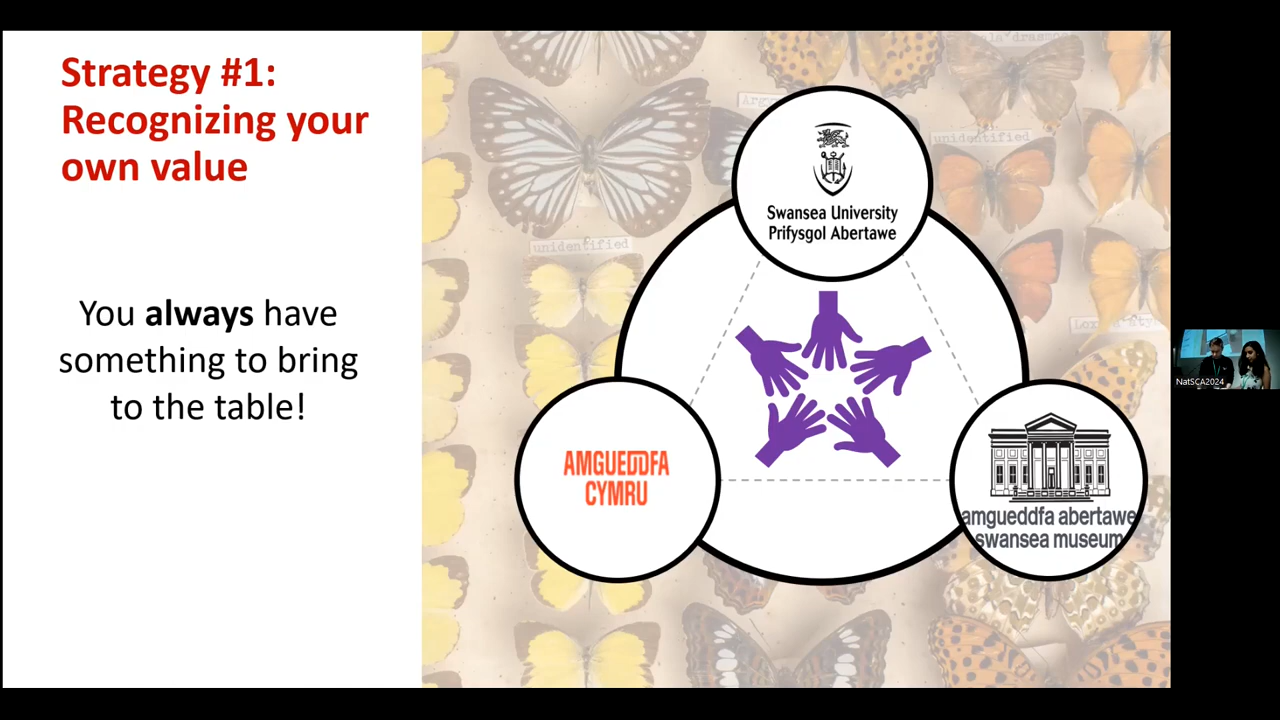 Strategy #1:
Recognizing your
own value
You always have
something to bring
to the table!
Swansea University
Prifysgol Abertawe
AMGUEDDFA
CYMRU
amgueddfa abertawe
swansea museum
unidentified
unidentified
NatSCA2024